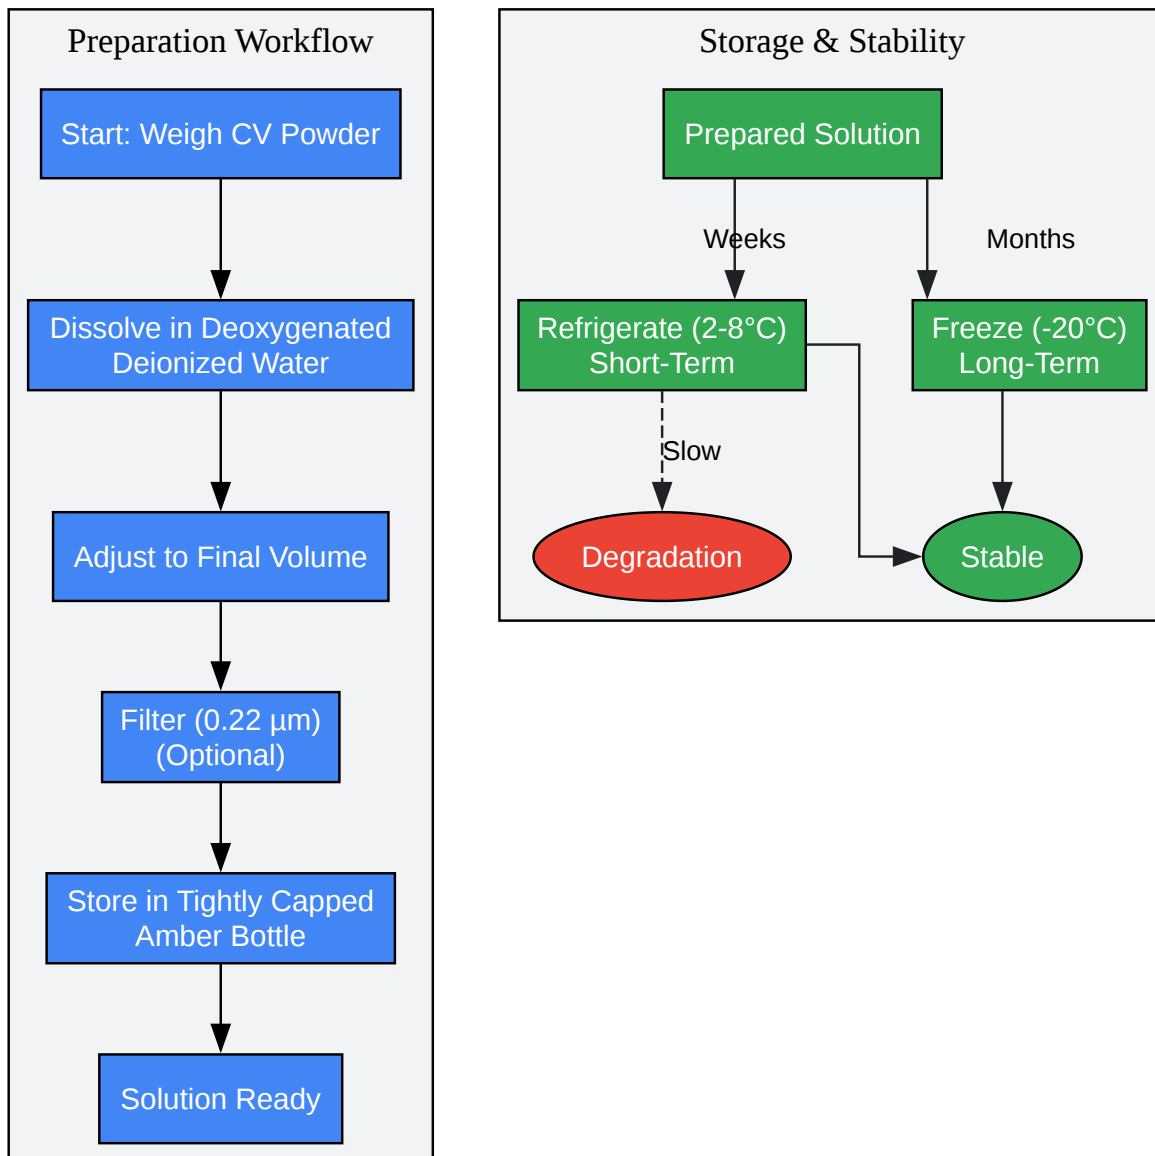 Preparation Workflow
Start: Weigh CV Powder
Dissolve in Deoxygenated
Deionized Water
Adjust to Final Volume
Filter (0.22 µm)
(Optional)
Store in Tightly Capped
Amber Bottle
Solution Ready
Storage & Stability
Prepared Solution
Weeks
Months
Refrigerate (2-8°C)
Short-Term
Freeze (-20°C)
Long-Term
Slow
Degradation
Stable